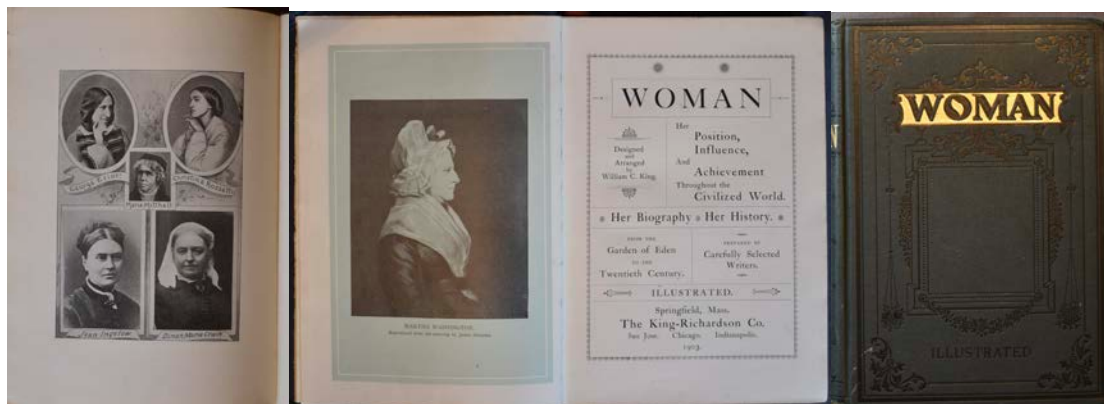 George Eliot
Christina Rossetti
Maria Mitchell
Jean Ingelow
Dinah Maria Craik
MARTHA WASHINGTON.
WOMAN
Designed
and
Arranged
by
William C. King.
Her
Position,
Influence,
And
Achievement
Throughout the
Civilized World.
Her Biography Her History.
FROM THE
Garden of Eden
TO THE
Twentieth Century.
PREPARED BY
Carefully Selected
Writers.
ILLUSTRATED.
Springfield, Mass.
The King-Richardson Co.
San Jose. Chicago. Indianapolis.
1903.
WOMAN
ILLUSTRATED